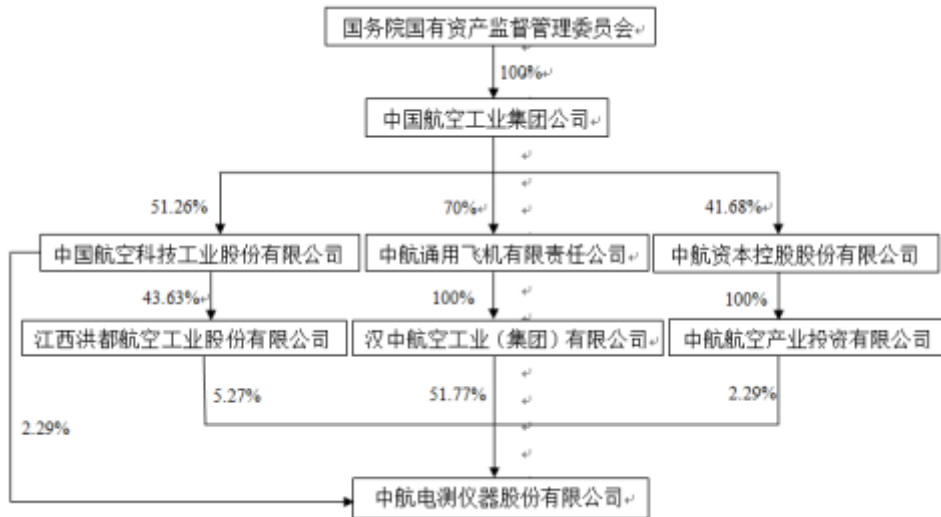 国务院国有资产监督管理委员会
100%
中国航空工业集团公司
51.26%
70%
41.68%
中国航空科技工业股份有限公司
中航通用飞机有限责任公司
中航资本控股股份有限公司
43.63%
100%
100%
江西洪都航空工业股份有限公司
汉中航空工业（集团）有限公司
中航航空产业投资有限公司
5.27%
51.77%
2.29%
2.29%
中航电测仪器股份有限公司